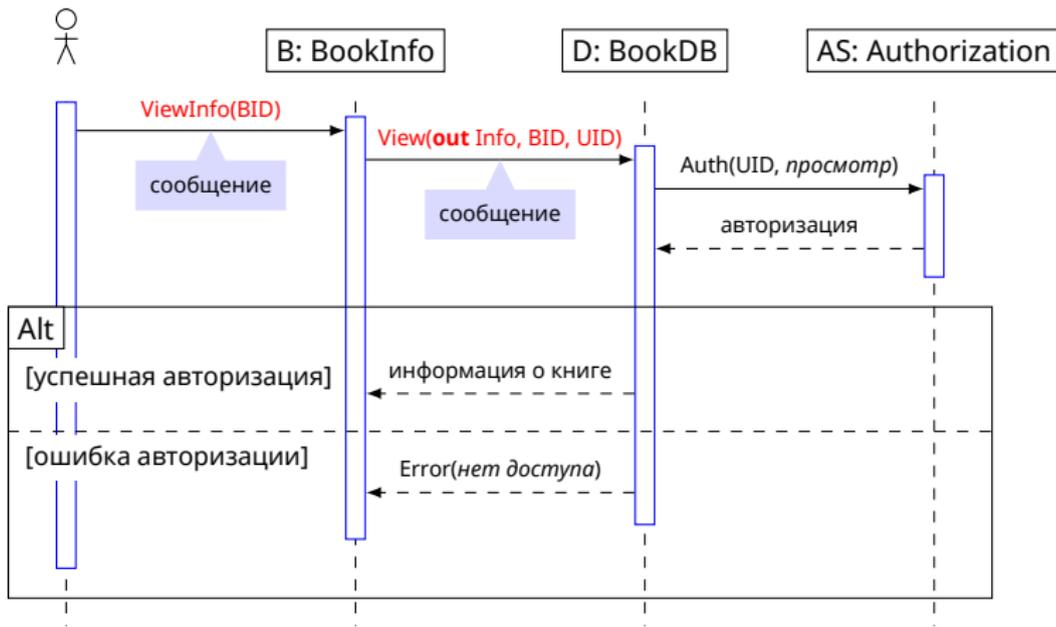 B: BookInfo
D: BookDB
AS: Authorization
ViewInfo(BID)
View(out Info, BID, UID)
Auth(UID, просмотр)
сообщение
сообщение
авторизация
Alt
[успешная авторизация]
информация о книге
[ошибка авторизации]
Error(нет доступа)